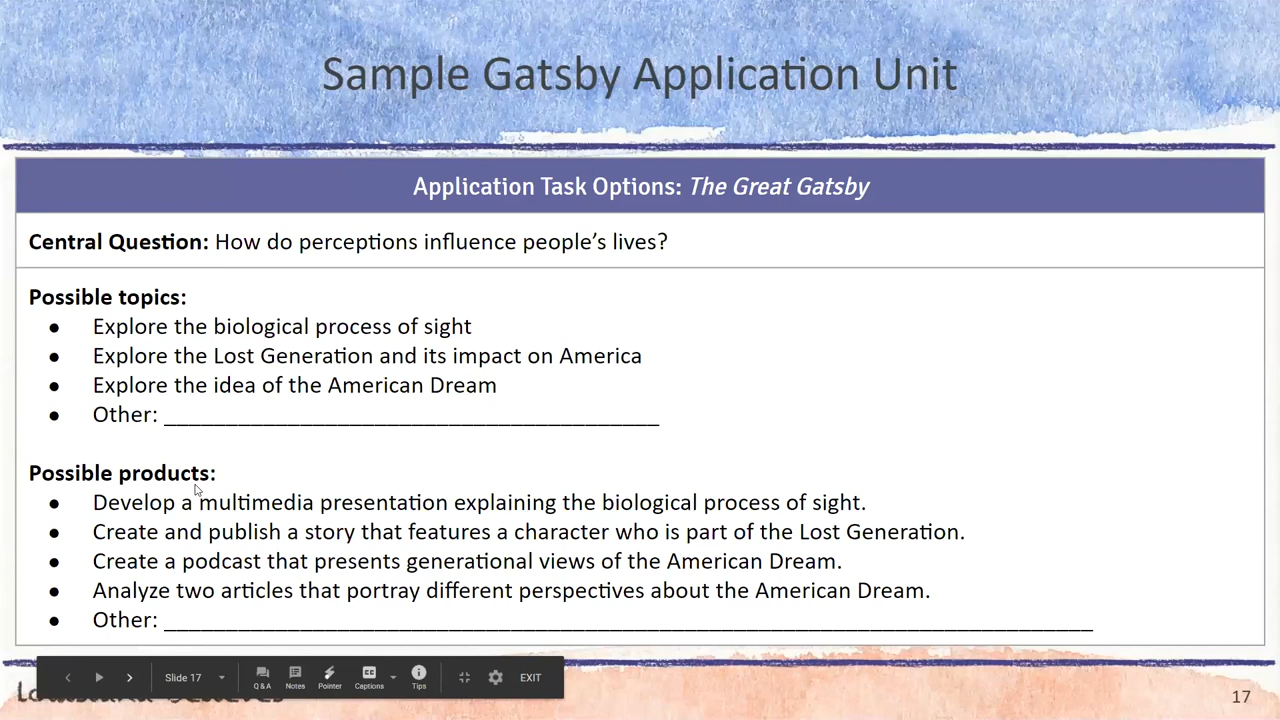 Sample Gatsby Application Unit
Application Task Options: The Great Gatsby
Central Question: How do perceptions influence people's lives?
Possible topics:
● Explore the biological process of sight
● Explore the Lost Generation and its impact on America
● Explore the idea of the American Dream
● Other: ________________________________________
Possible products:
● Develop a multimedia presentation explaining the biological process of sight.
● Create and publish a story that features a character who is part of the Lost Generation.
● Create a podcast that presents generational views of the American Dream.
● Analyze two articles that portray different perspectives about the American Dream.
● Other: ___________________________________________________________________________
Slide 17
Q & A
Notes
Pointer
Captions
Tips
EXIT
17